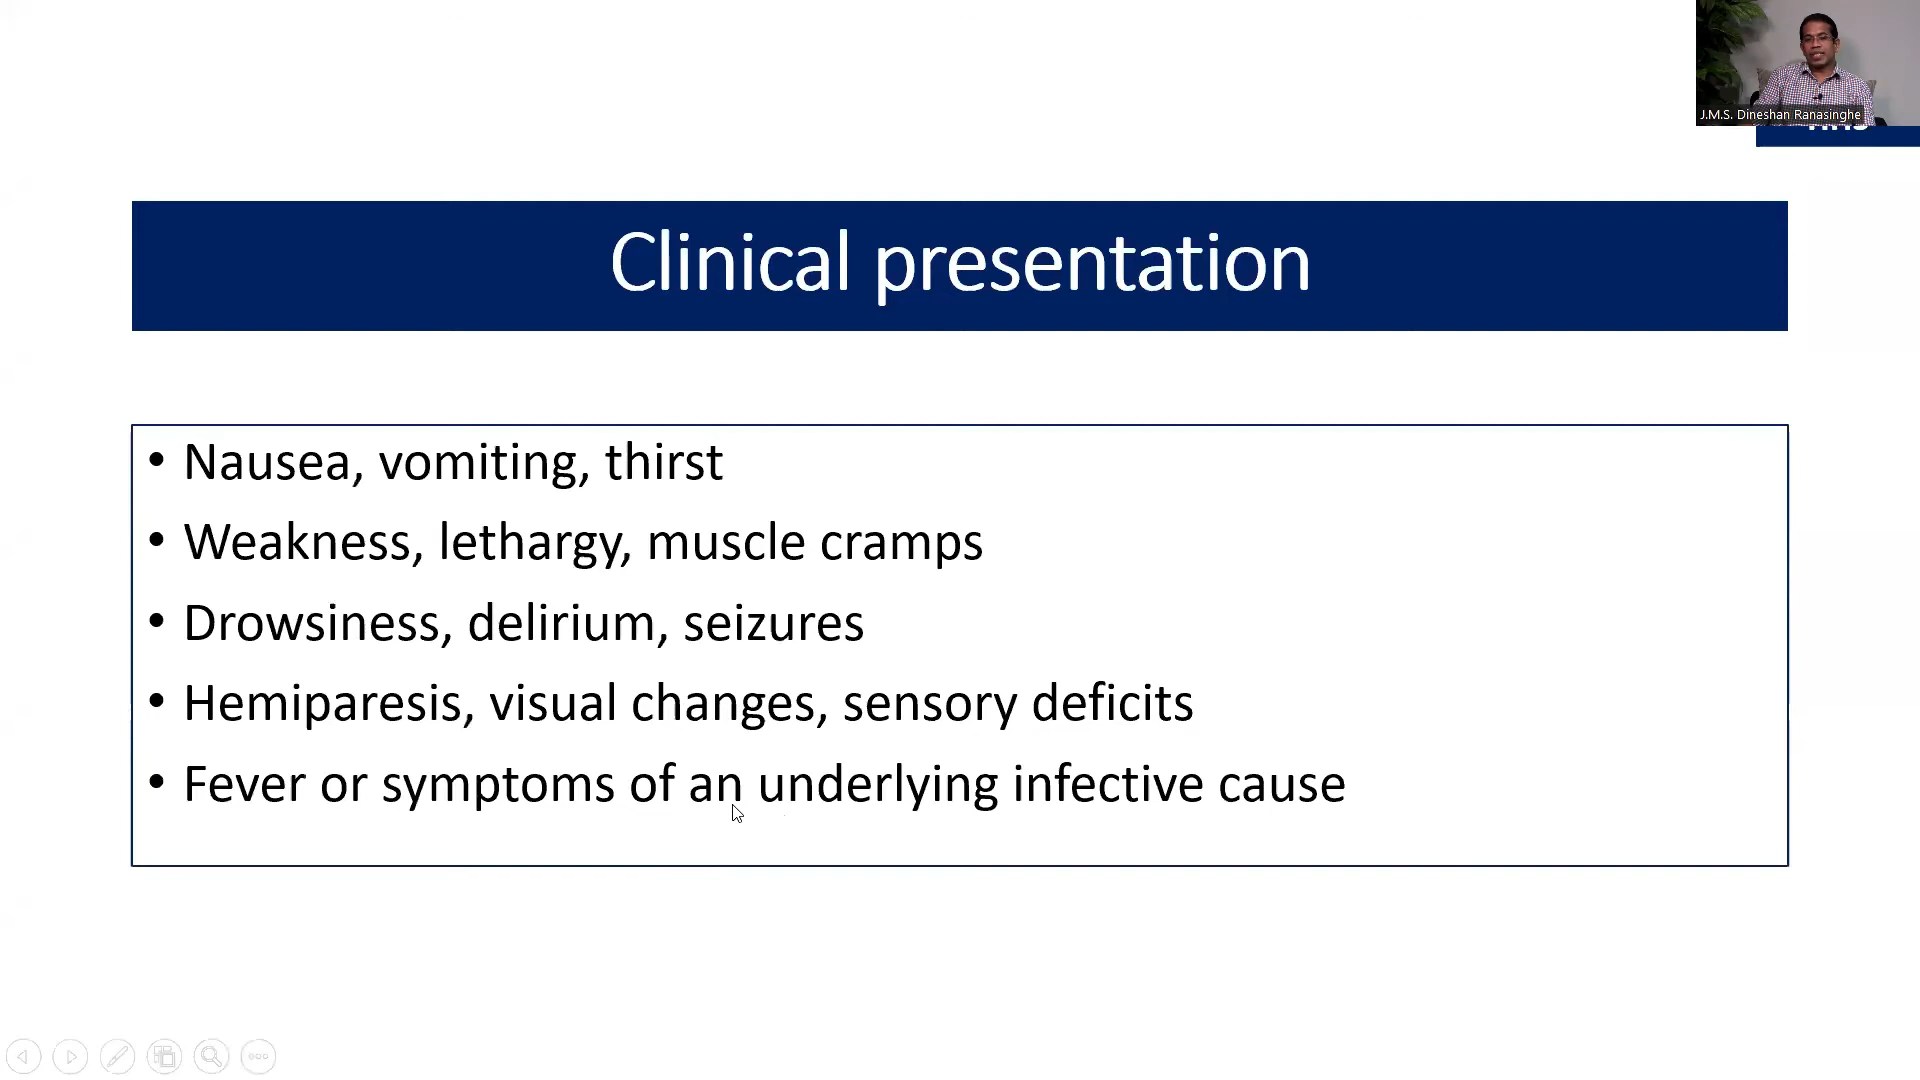 J.M.S. Dineshan Ranasinghe
Clinical presentation
• Nausea, vomiting, thirst
• Weakness, lethargy, muscle cramps
• Drowsiness, delirium, seizures
• Hemiparesis, visual changes, sensory deficits
• Fever or symptoms of an underlying infective cause